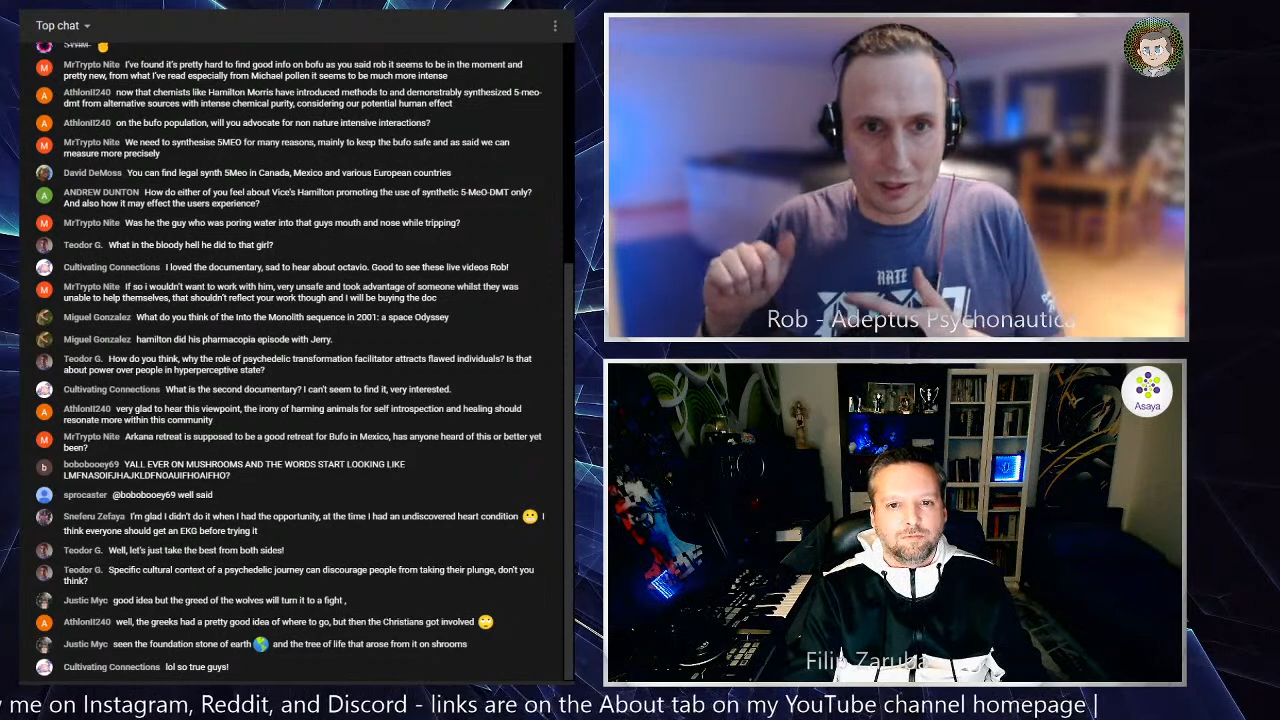 Top chat
MrTrypto Nite I've found it's pretty hard to find good info on bofu as you said rob it seems to be in the moment and
pretty new, from what I've read especially from Michael pollen it seems to be much more intense
AthlonII240 now that chemists like Hamilton Morris have introduced methods to and demonstrably synthesized 5-meo-
dmt from alternative sources with intense chemical purity, considering our potential human effect
AthlonII240 on the bufo population, will you advocate for non nature intensive interactions?
MrTrypto Nite We need to synthesise 5MEO for many reasons, mainly to keep the bufo safe and as said we can
measure more precisely
David DeMoss You can find legal synth 5Meo in Canada, Mexico and various European countries
ANDREW DUNTON How do either of you feel about Vice's Hamilton promoting the use of synthetic 5-MeO-DMT only?
And also how it may effect the users experience?
MrTrypto Nite Was he the guy who was poring water into that guys mouth and nose while tripping?
Teodor G. What in the bloody hell he did to that girl?
Cultivating Connections I loved the documentary, sad to hear about octavio. Good to see these live videos Rob!
MrTrypto Nite If so i wouldn't want to work with him, very unsafe and took advantage of someone whilst they was
unable to help themselves, that shouldn't reflect your work though and I will be buying the doc
Miguel Gonzalez What do you think of the Into the Monolith sequence in 2001: a space Odyssey
Miguel Gonzalez hamilton did his pharmacopia episode with Jerry.
Teodor G. How do you think, why the role of psychedelic transformation facilitator attracts flawed individuals? Is that
about power over people in hyperperceptive state?
Cultivating Connections What is the second documentary? I can't seem to find it, very interested.
AthlonII240 very glad to hear this viewpoint, the irony of harming animals for self introspection and healing should
resonate more within this community
MrTrypto Nite Arkana retreat is supposed to be a good retreat for Bufo in Mexico, has anyone heard of this or better yet
been?
bobobooey69 YALL EVER ON MUSHROOMS AND THE WORDS START LOOKING LIKE
LMFNASOIFJHAJKLDFNOAUIFHOAIFHO?
sprocaster @bobobooey69 well said
Sneferu Zefaya I'm glad I didn't do it when I had the opportunity, at the time I had an undiscovered heart condition 😬 I
think everyone should get an EKG before trying it
Teodor G. Well, let's just take the best from both sides!
Teodor G. Specific cultural context of a psychedelic journey can discourage people from taking their plunge, don't you
think?
Justic Myc good idea but the greed of the wolves will turn it to a fight ,
AthlonII240 well, the greeks had a pretty good idea of where to go, but then the Christians got involved 🙄
Justic Myc seen the foundation stone of earth 🌎 and the tree of life that arose from it on shrooms
Cultivating Connections lol so true guys!
HATE
Rob - Adeptus Psychonautica
Asaya
Filip Zaruba
me on Instagram, Reddit, and Discord - links are on the About tab on my YouTube channel homepage |